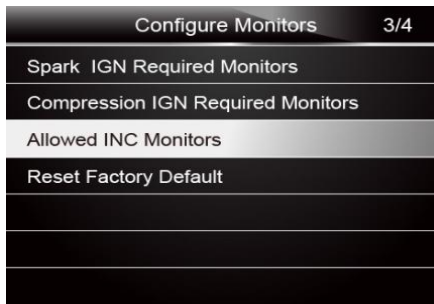 Configure Monitors 3/4
Spark IGN Required Monitors
Compression IGN Required Monitors
Allowed INC Monitors
Reset Factory Default